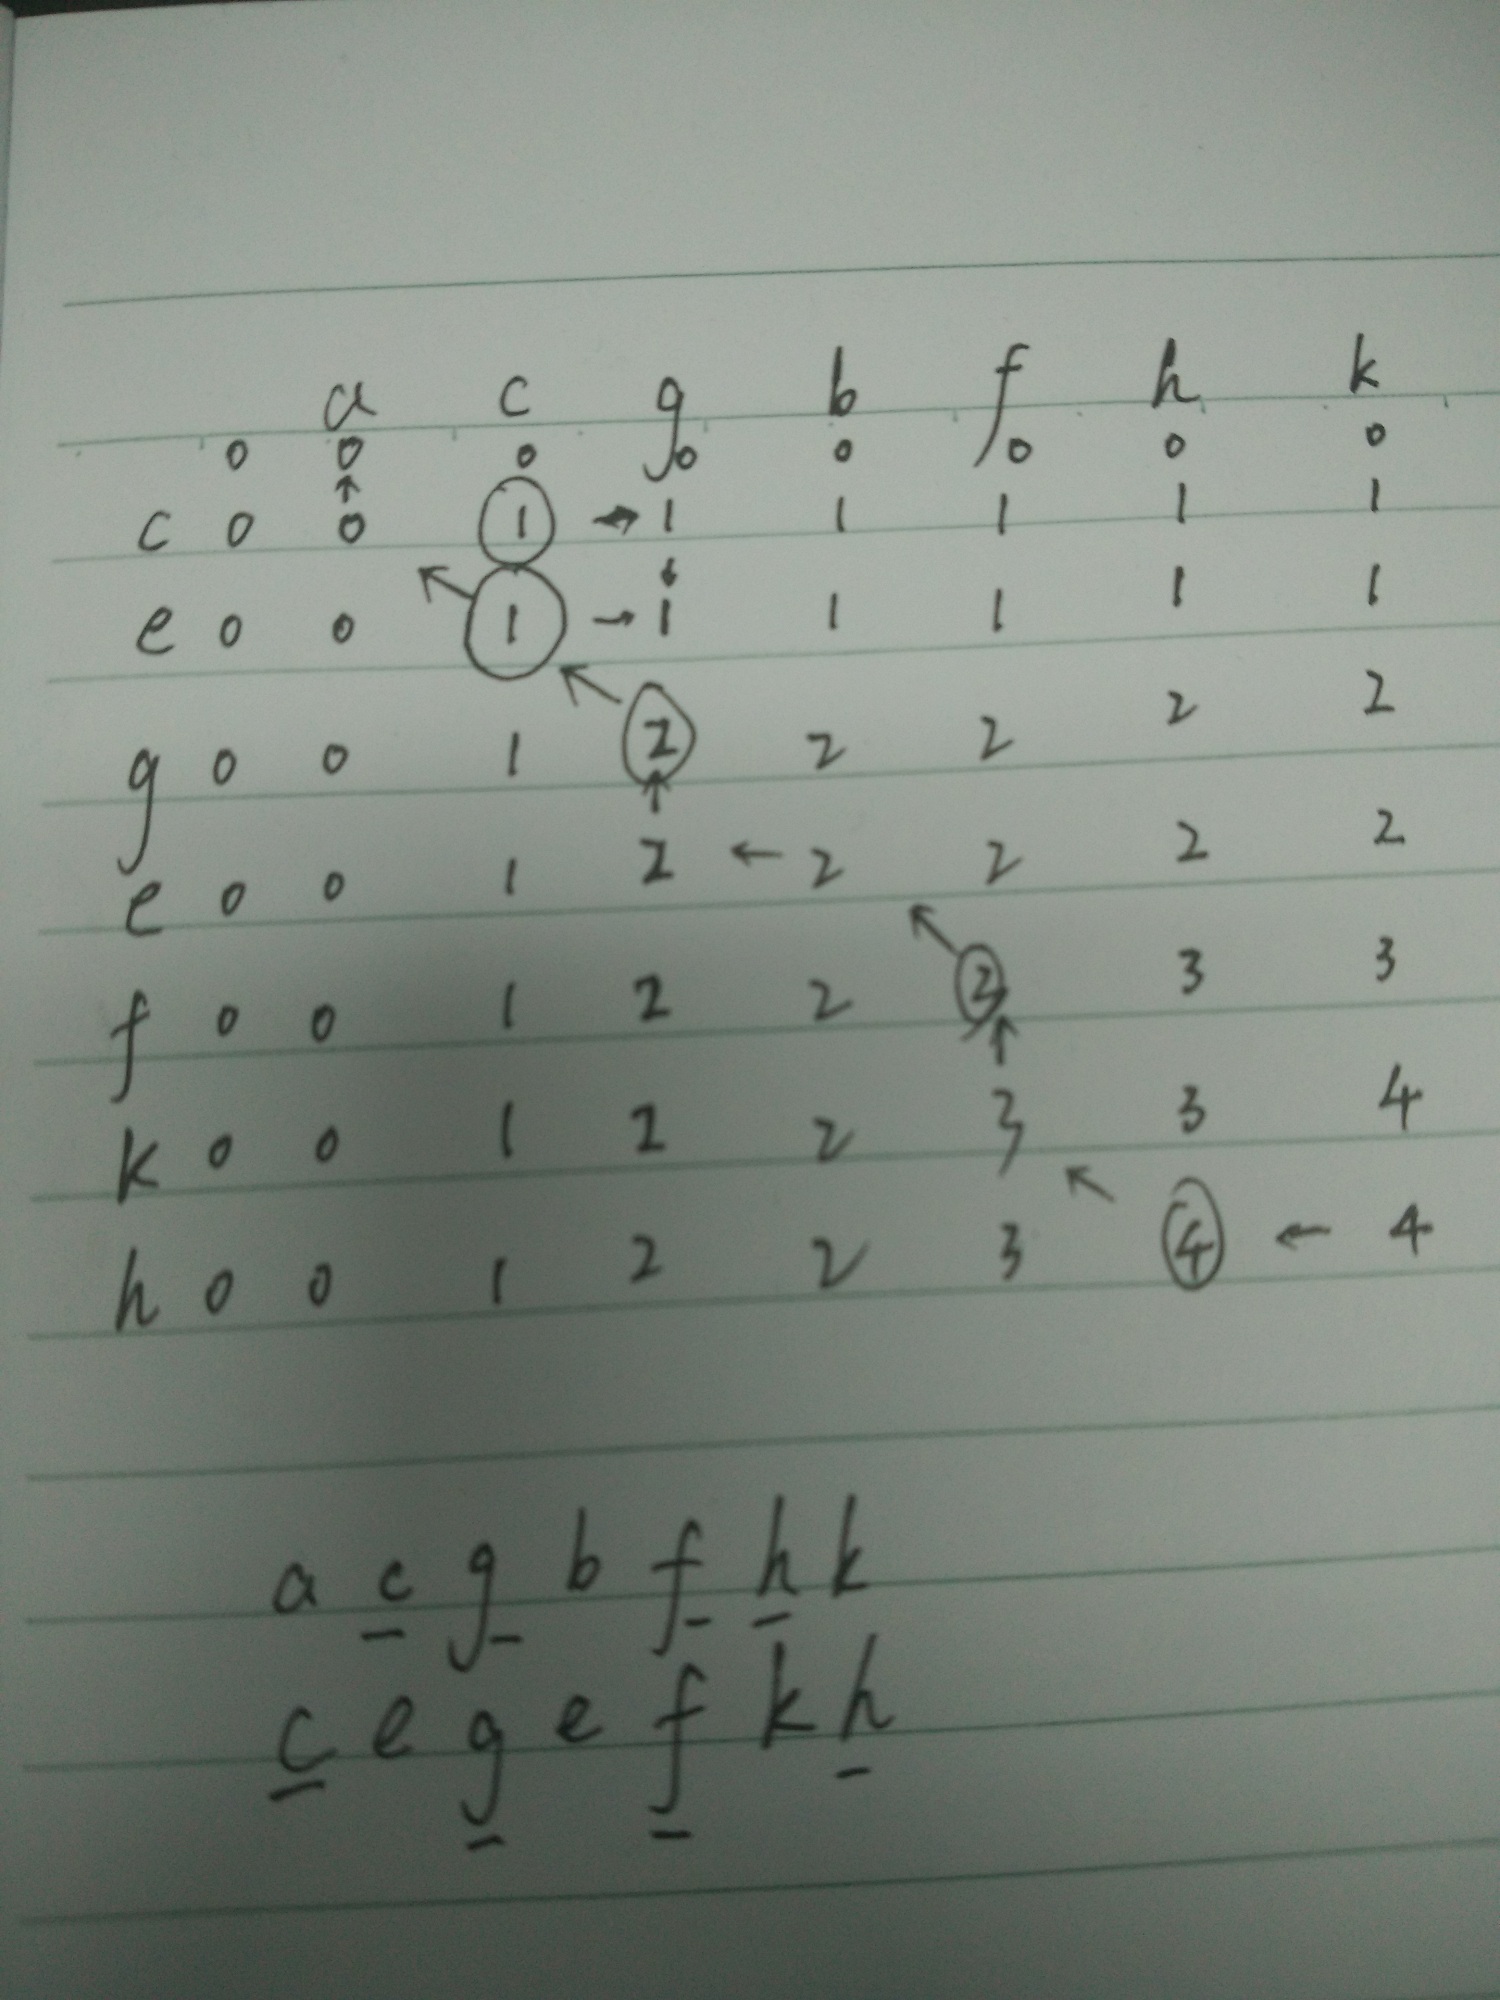 a c g b f h k
0 0 0 0 0 0 0 0
↑
c 0 0 1 → 1 1 1 1 1
↖ ↓
e 0 0 1 → 1 1 1 1 1
↖
g 0 0 1 2 2 2 2 2
↑
e 0 0 1 2 ← 2 2 2 2
↖
f 0 0 1 2 2 3 3 3
↑
k 0 0 1 2 2 3 3 4
↖
h 0 0 1 2 2 3 4 ← 4
a c g b f h k
c e g e f k h